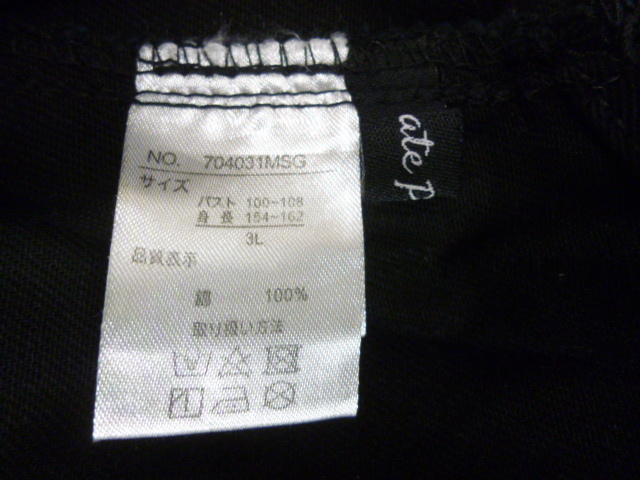 NO. 704031MSG
サイズ
バスト 100~108
身長 154~162
3L
品質表示
綿 100%
取り扱い方法
ate p